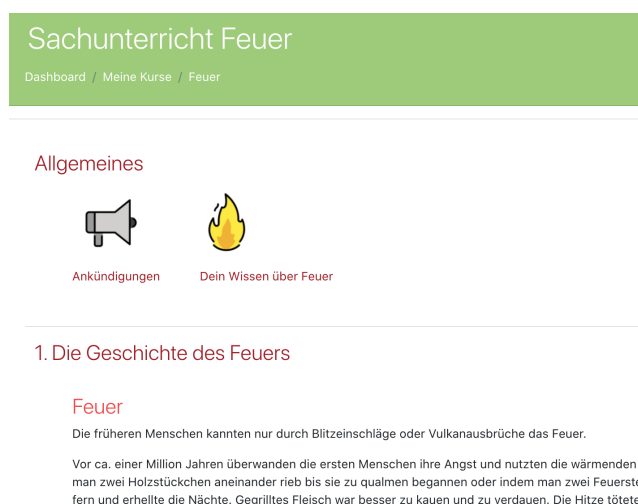 Sachunterricht Feuer
Dashboard / Meine Kurse / Feuer
Allgemeines
Ankündigungen Dein Wissen über Feuer
1. Die Geschichte des Feuers
Feuer
Die früheren Menschen kannten nur durch Blitzeinschläge oder Vulkanausbrüche das Feuer.
Vor ca. einer Million Jahren überwanden die ersten Menschen ihre Angst und nutzten die wärmenden
man zwei Holzstückchen aneinander rieb bis sie zu qualmen begannen oder indem man zwei Feuerste
fern und erhellte die Nächte. Gegrilltes Fleisch war besser zu kauen und zu verdauen. Die Hitze tötete